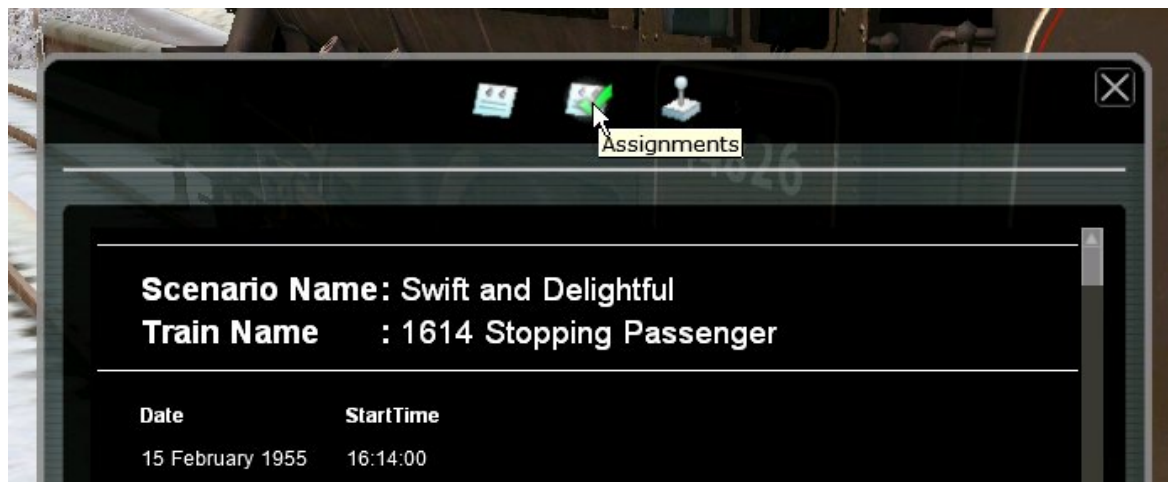 Assignments
Scenario Name: Swift and Delightful
Train Name : 1614 Stopping Passenger
Date StartTime
15 February 1955 16:14:00